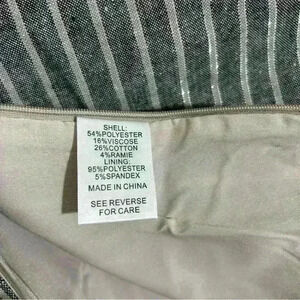 SHELL:
54%POLYESTER
16%VISCOSE
26%COTTON
4%RAMIE
LINING:
95%POLYESTER
5%SPANDEX
MADE IN CHINA
SEE REVERSE
FOR CARE